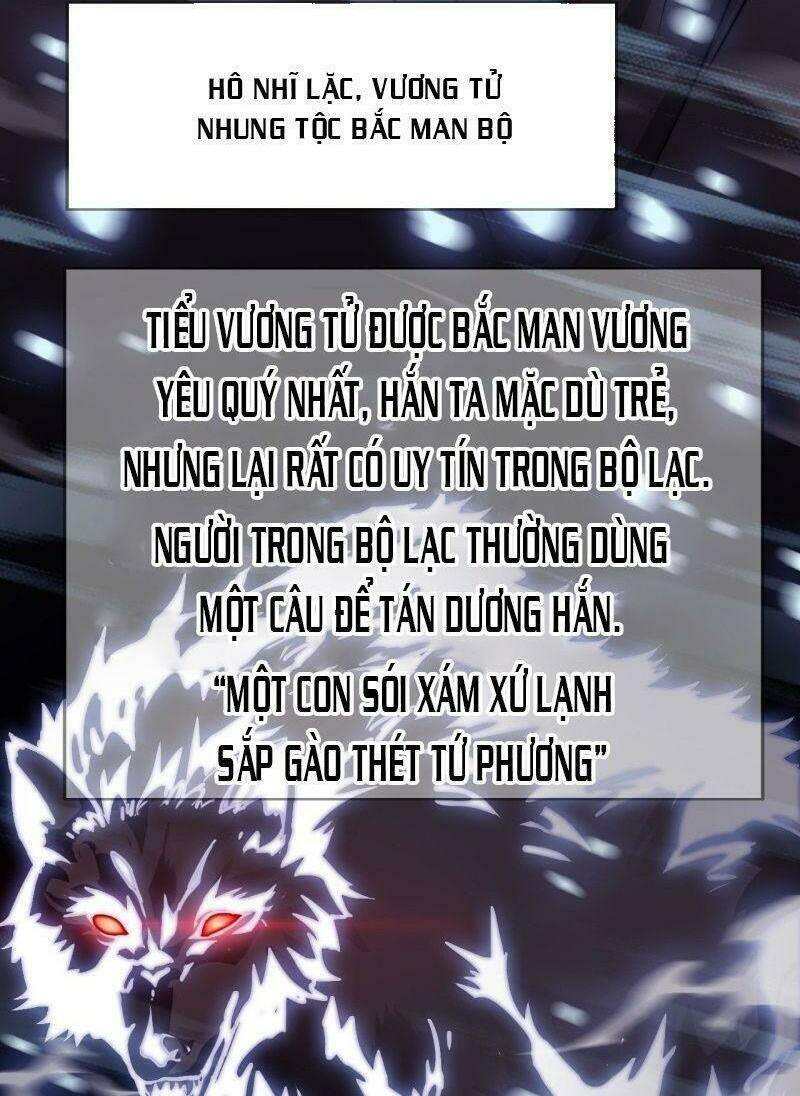 HÔ NHĨ LẶC, VƯƠNG TỬ
NHUNG TỘC BẮC MAN BỘ
TIỂU VƯƠNG TỬ ĐƯỢC BẮC MAN VƯƠNG
YÊU QUÝ NHẤT, HẮN TA MẶC DÙ TRẺ,
NHƯNG LẠI RẤT CÓ UY TÍN TRONG BỘ LẠC.
NGƯỜI TRONG BỘ LẠC THƯỜNG DÙNG
MỘT CÂU ĐỂ TÁN DƯƠNG HẮN.
“MỘT CON SÓI XÁM XỨ LẠNH
SẮP GÀO THÉT TỨ PHƯƠNG”